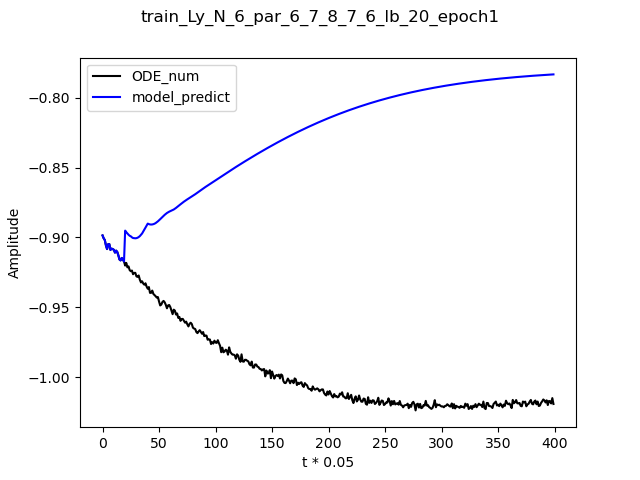 train_Ly_N_6_par_6_7_8_7_6_lb_20_epoch1
ODE_num
model_predict
−0.80
−0.85
−0.90
−0.95
−1.00
Amplitude
0 50 100 150 200 250 300 350 400
t * 0.05